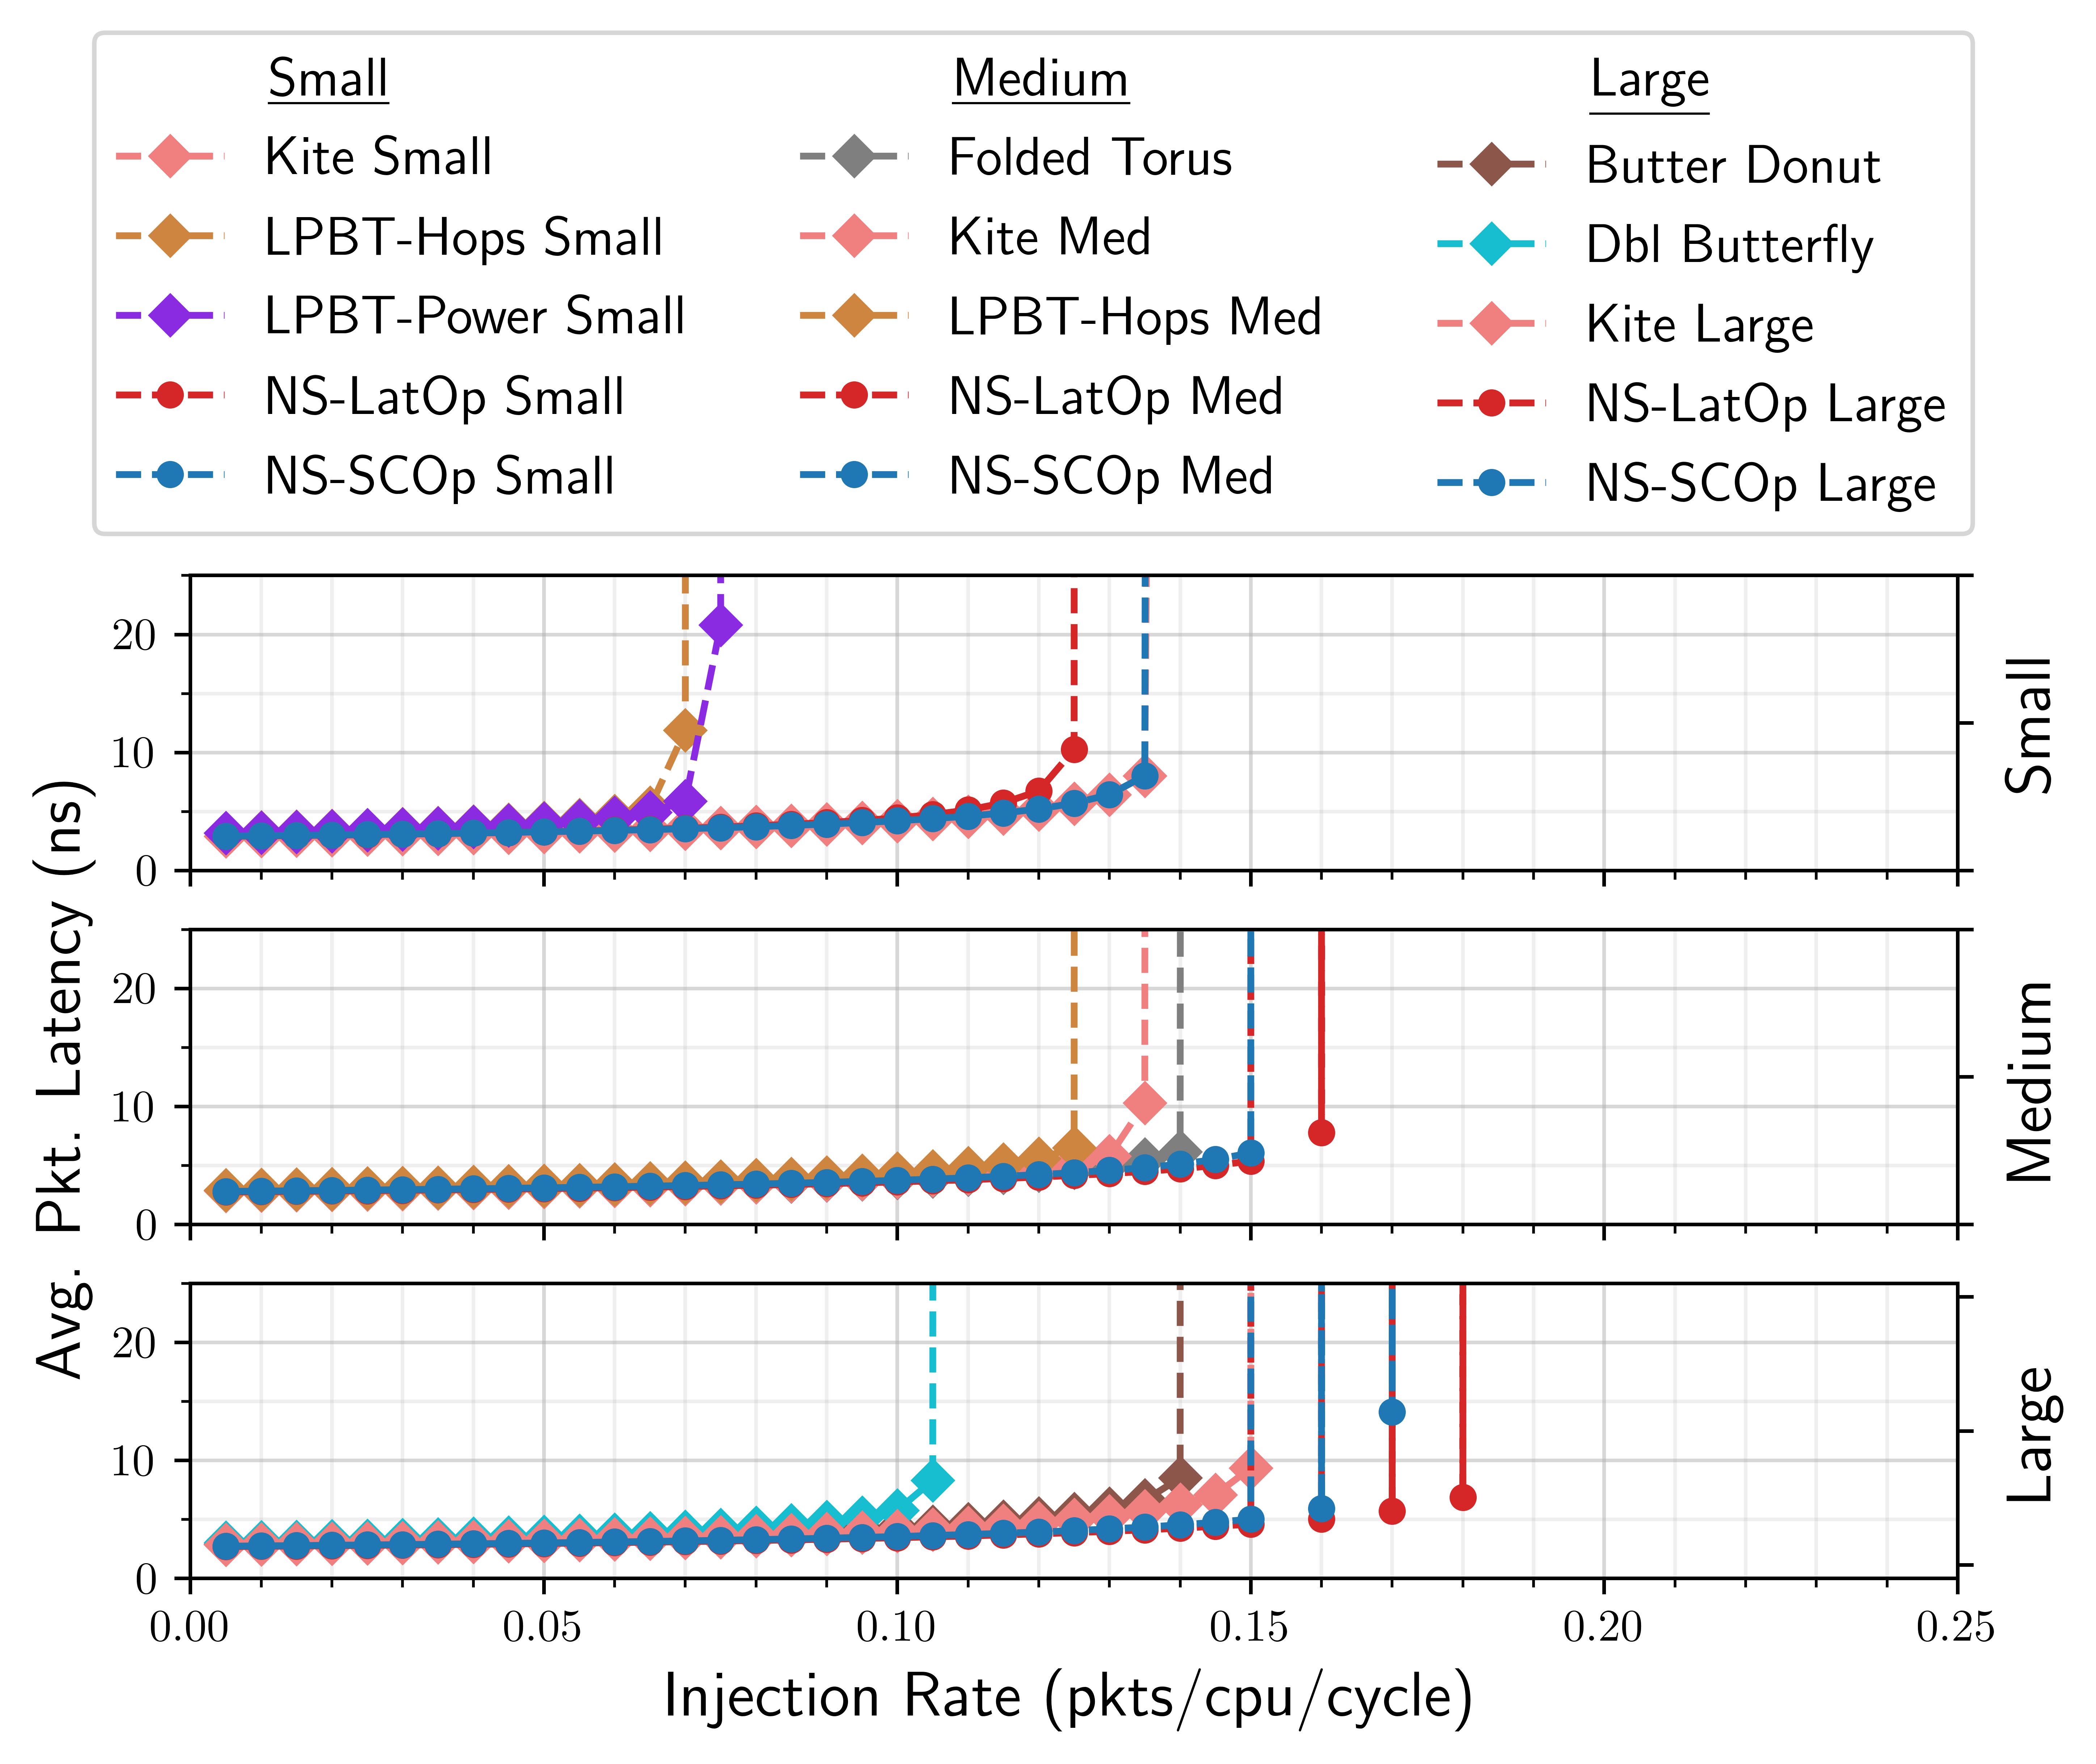 Small
Kite Small
LPBT-Hops Small
LPBT-Power Small
NS-LatOp Small
NS-SCOp Small
Medium
Folded Torus
Kite Med
LPBT-Hops Med
NS-LatOp Med
NS-SCOp Med
Large
Butter Donut
Dbl Butterfly
Kite Large
NS-LatOp Large
NS-SCOp Large
Avg. Pkt. Latency (ns)
20
10
0
Small
20
10
0
Medium
20
10
0
Large
0.00 0.05 0.10 0.15 0.20 0.25
Injection Rate (pkts/cpu/cycle)